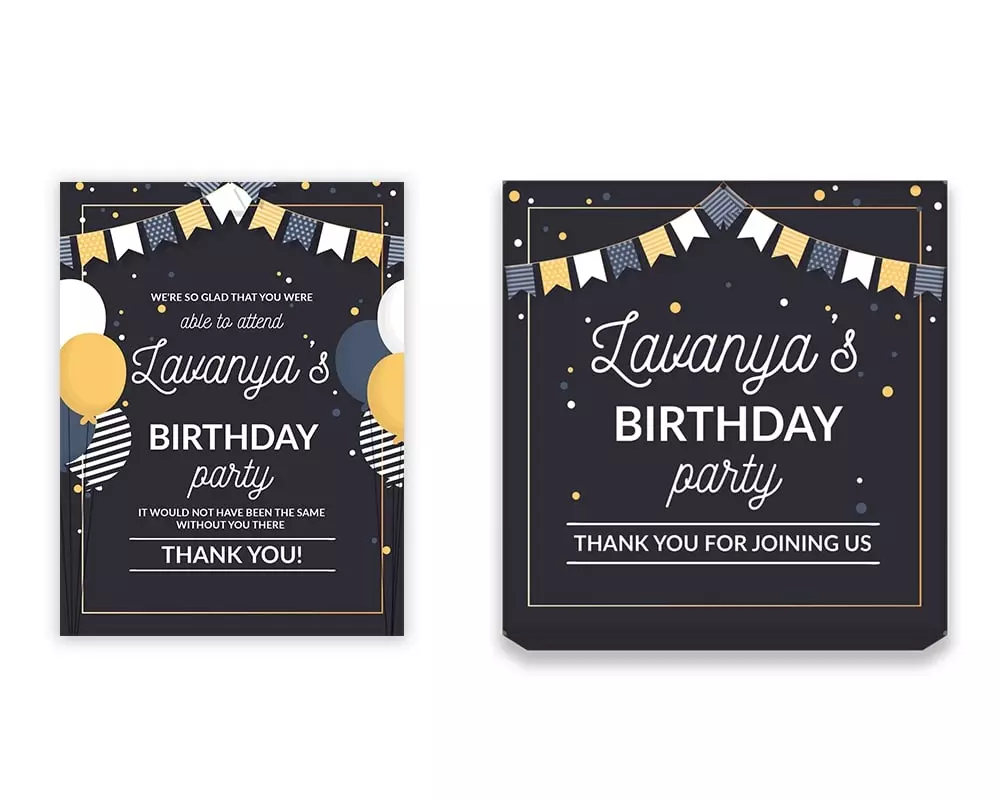 WE'RE SO GLAD THAT YOU WERE
able to attend
Lavanya's
BIRTHDAY
party
IT WOULD NOT HAVE BEEN THE SAME
WITHOUT YOU THERE
THANK YOU!
Lavanya's
BIRTHDAY
party
THANK YOU FOR JOINING US